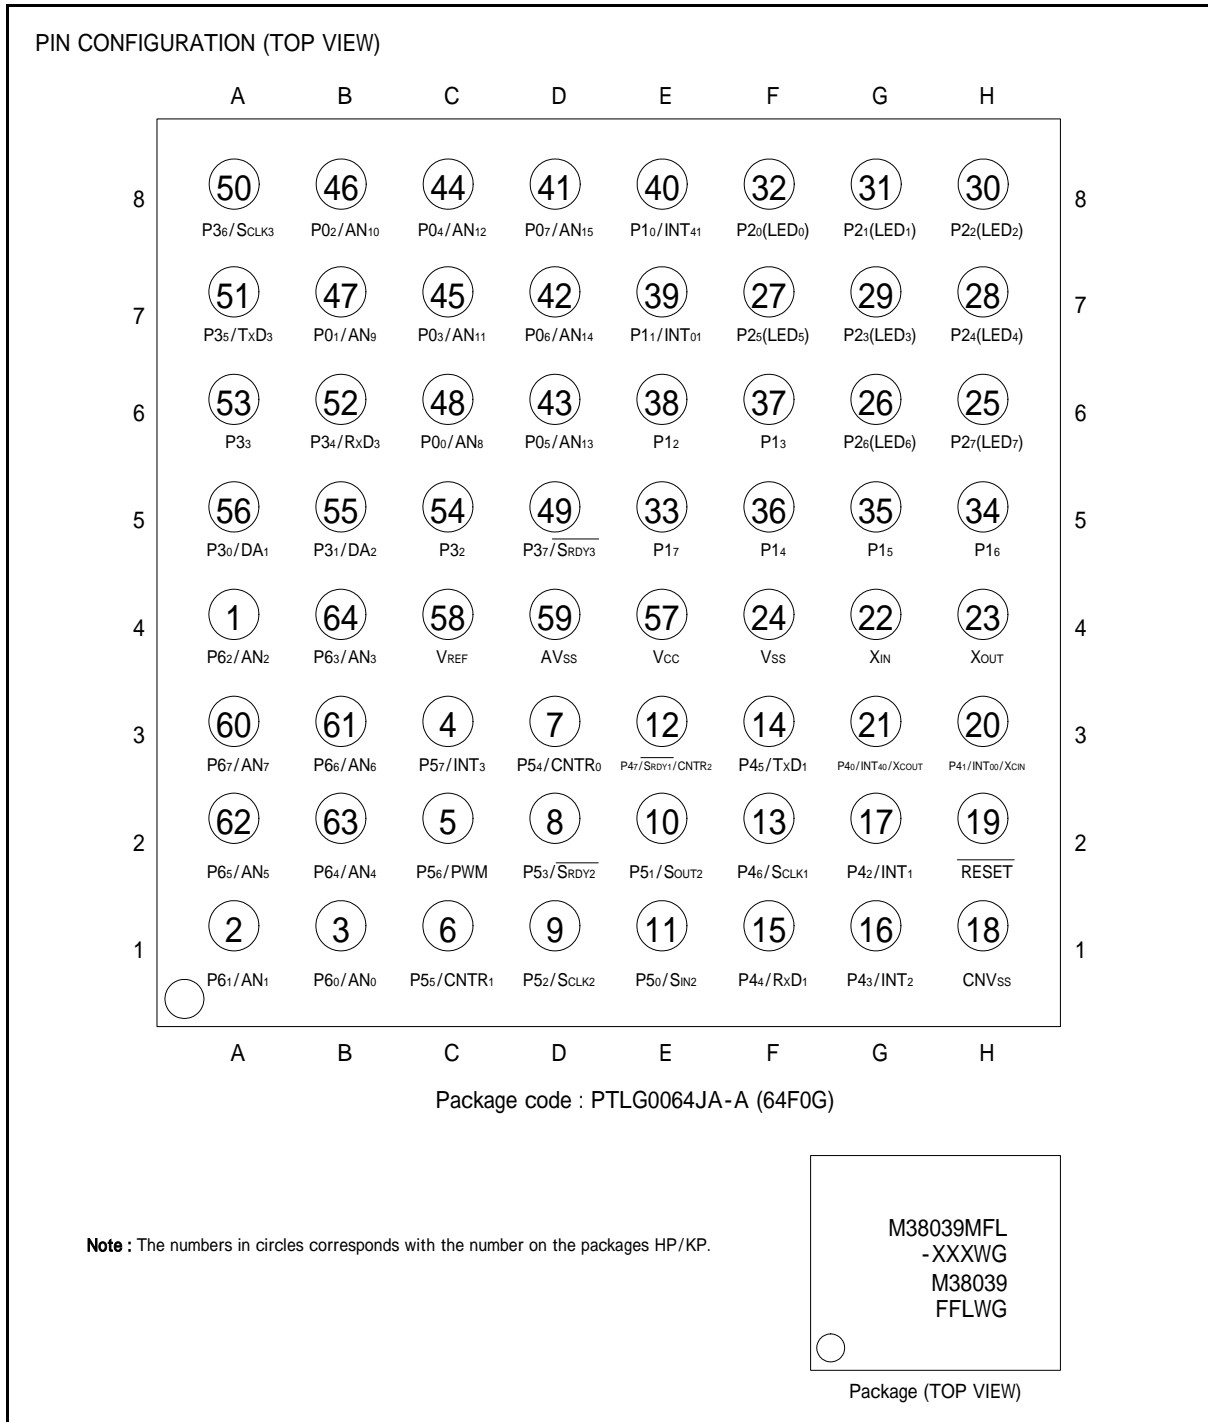 PIN CONFIGURATION (TOP VIEW)
A B C D E F G H
8 50 46 44 41 40 32 31 30 8
P36/SCLK3 P02/AN10 P04/AN12 P07/AN15 P10/INT41 P20(LED0) P21(LED1) P22(LED2)
7 51 47 45 42 39 27 29 28 7
P35/TXD3 P01/AN9 P03/AN11 P06/AN14 P11/INT01 P25(LED5) P23(LED3) P24(LED4)
6 53 52 48 43 38 37 26 25 6
P33 P34/RXD3 P00/AN8 P05/AN13 P12 P13 P26(LED6) P27(LED7)
5 56 55 54 49 33 36 35 34 5
P30/DA1 P31/DA2 P32 P37/SRDY3 P17 P14 P15 P16
4 1 64 58 59 57 24 22 23 4
P62/AN2 P63/AN3 VREF AVSS VCC VSS XIN XOUT
3 60 61 4 7 12 14 21 20 3
P67/AN7 P66/AN6 P57/INT3 P54/CNTR0 P47/SRDY1/CNTR2 P45/TXD1 P40/INT40/XCOUT P41/INT00/XCIN
2 62 63 5 8 10 13 17 19 2
P65/AN5 P64/AN4 P56/PWM P53/SRDY2 P51/SOUT2 P46/SCLK1 P42/INT1 RESET
1 2 3 6 9 11 15 16 18 1
P61/AN1 P60/AN0 P55/CNTR1 P52/SCLK2 P50/SIN2 P44/RXD1 P43/INT2 CNVSS
A B C D E F G H
Package code : PTLG0064JA-A (64F0G)
Note : The numbers in circles corresponds with the number on the packages HP/KP.
M38039MFL
-XXXWG
M38039
FFLWG
Package (TOP VIEW)